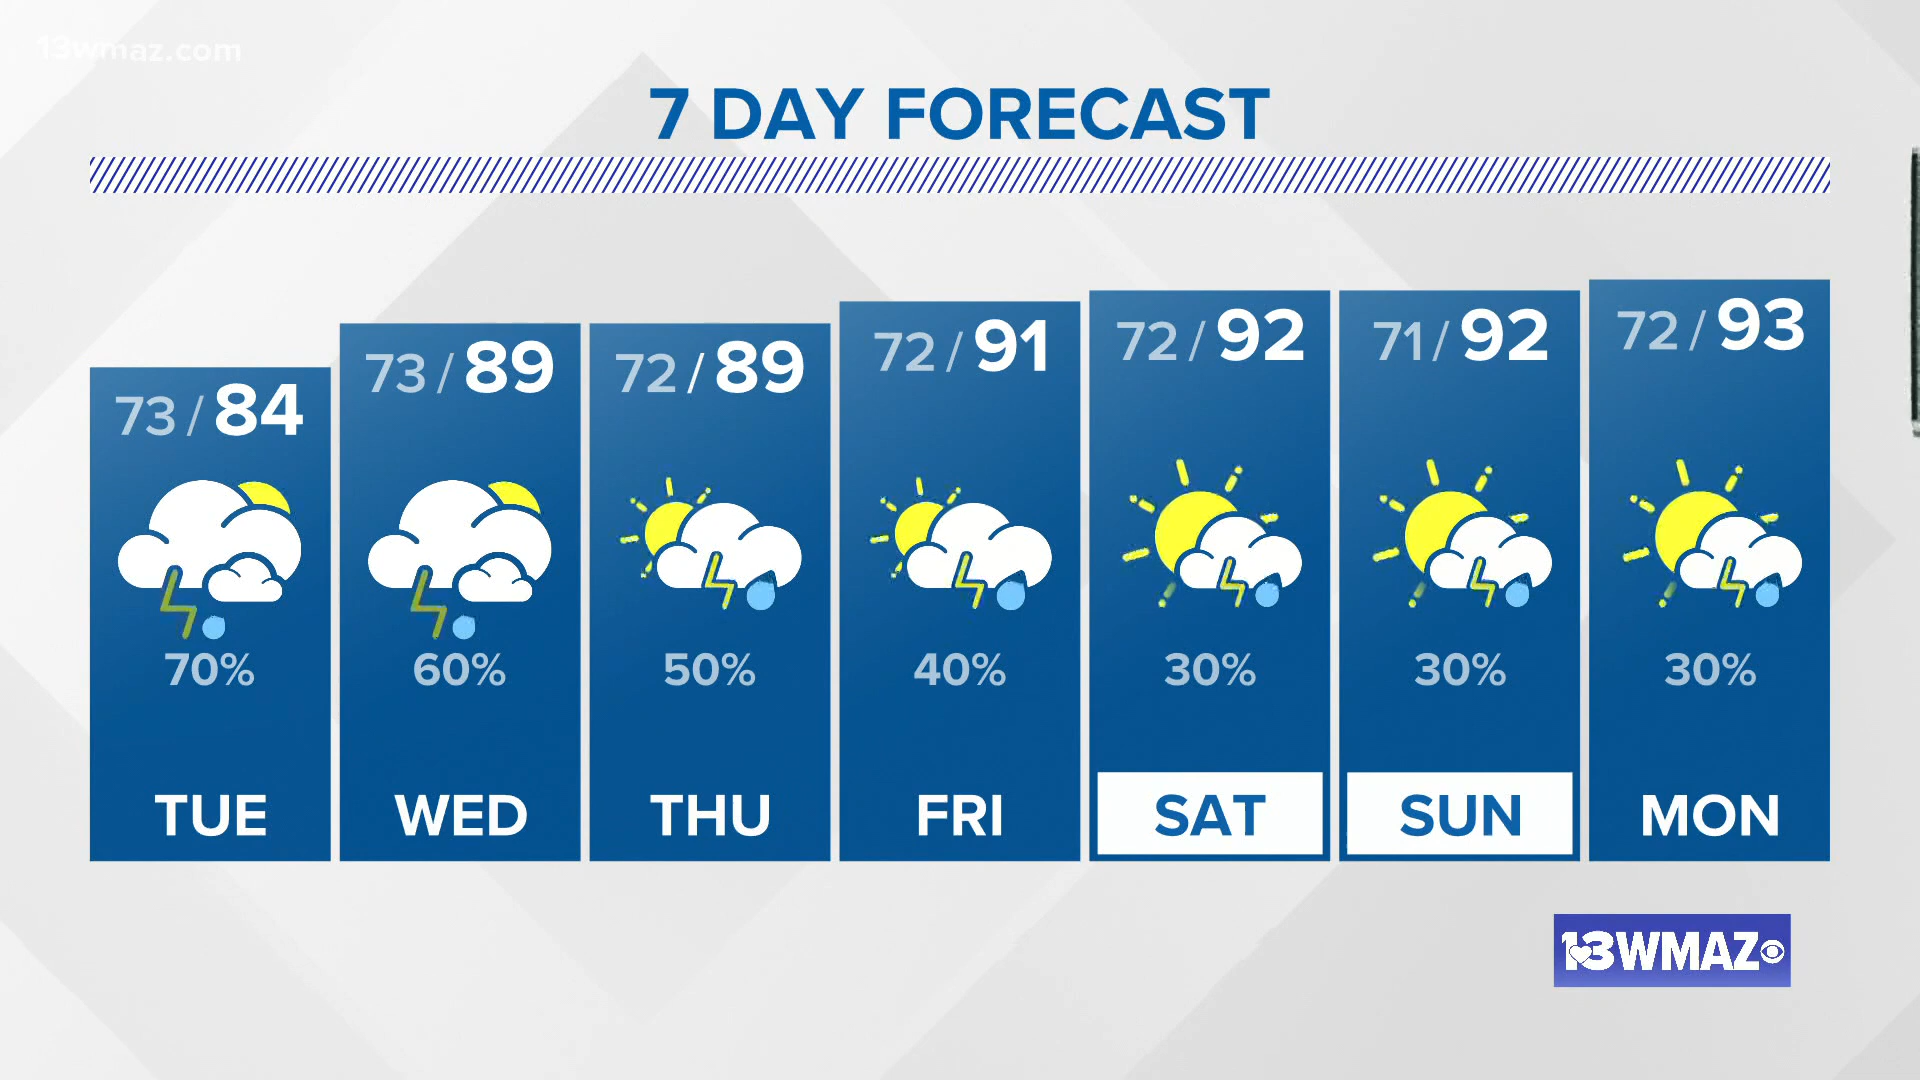 13wmaz.com
7 DAY FORECAST
73/84 73/89 72/89 72/91 72/92 71/92 72/93
70% 60% 50% 40% 30% 30% 30%
TUE WED THU FRI SAT SUN MON
13WMAZ